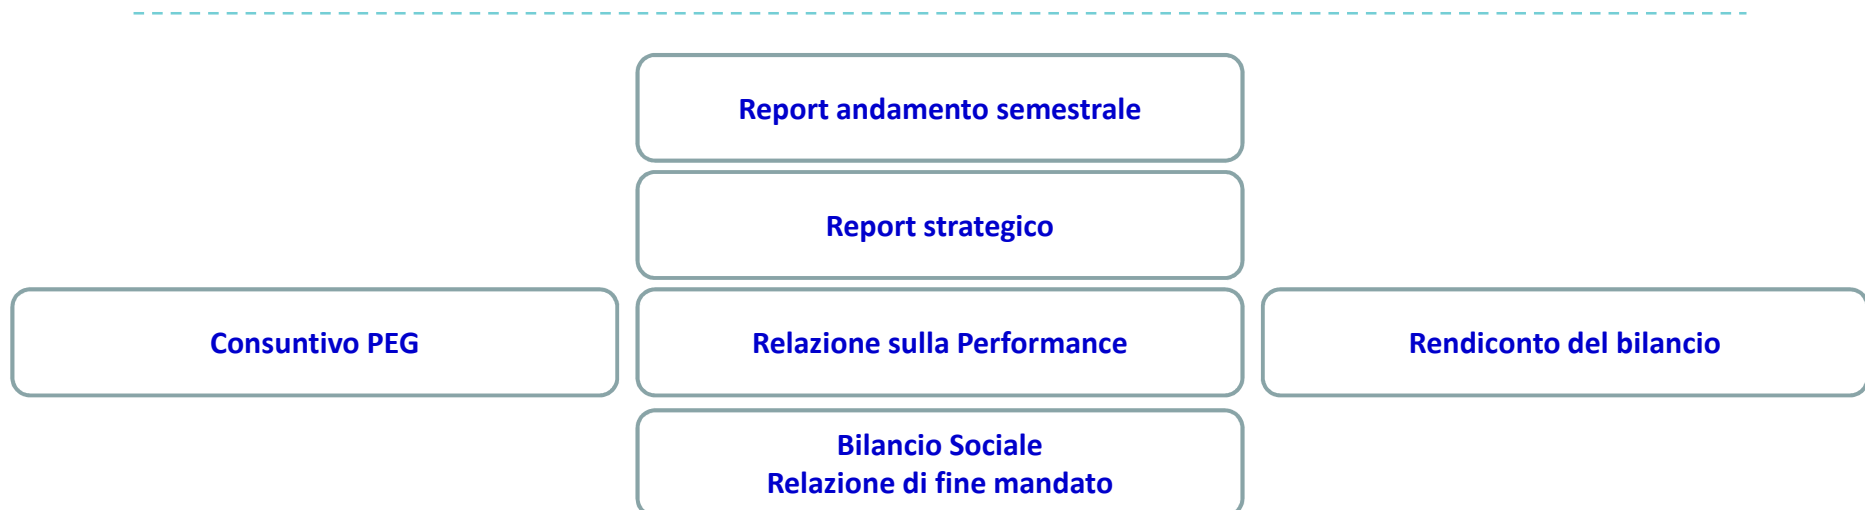 Report andamento semestrale
Report strategico
Consuntivo PEG
Relazione sulla Performance
Rendiconto del bilancio
Bilancio Sociale
Relazione di fine mandato